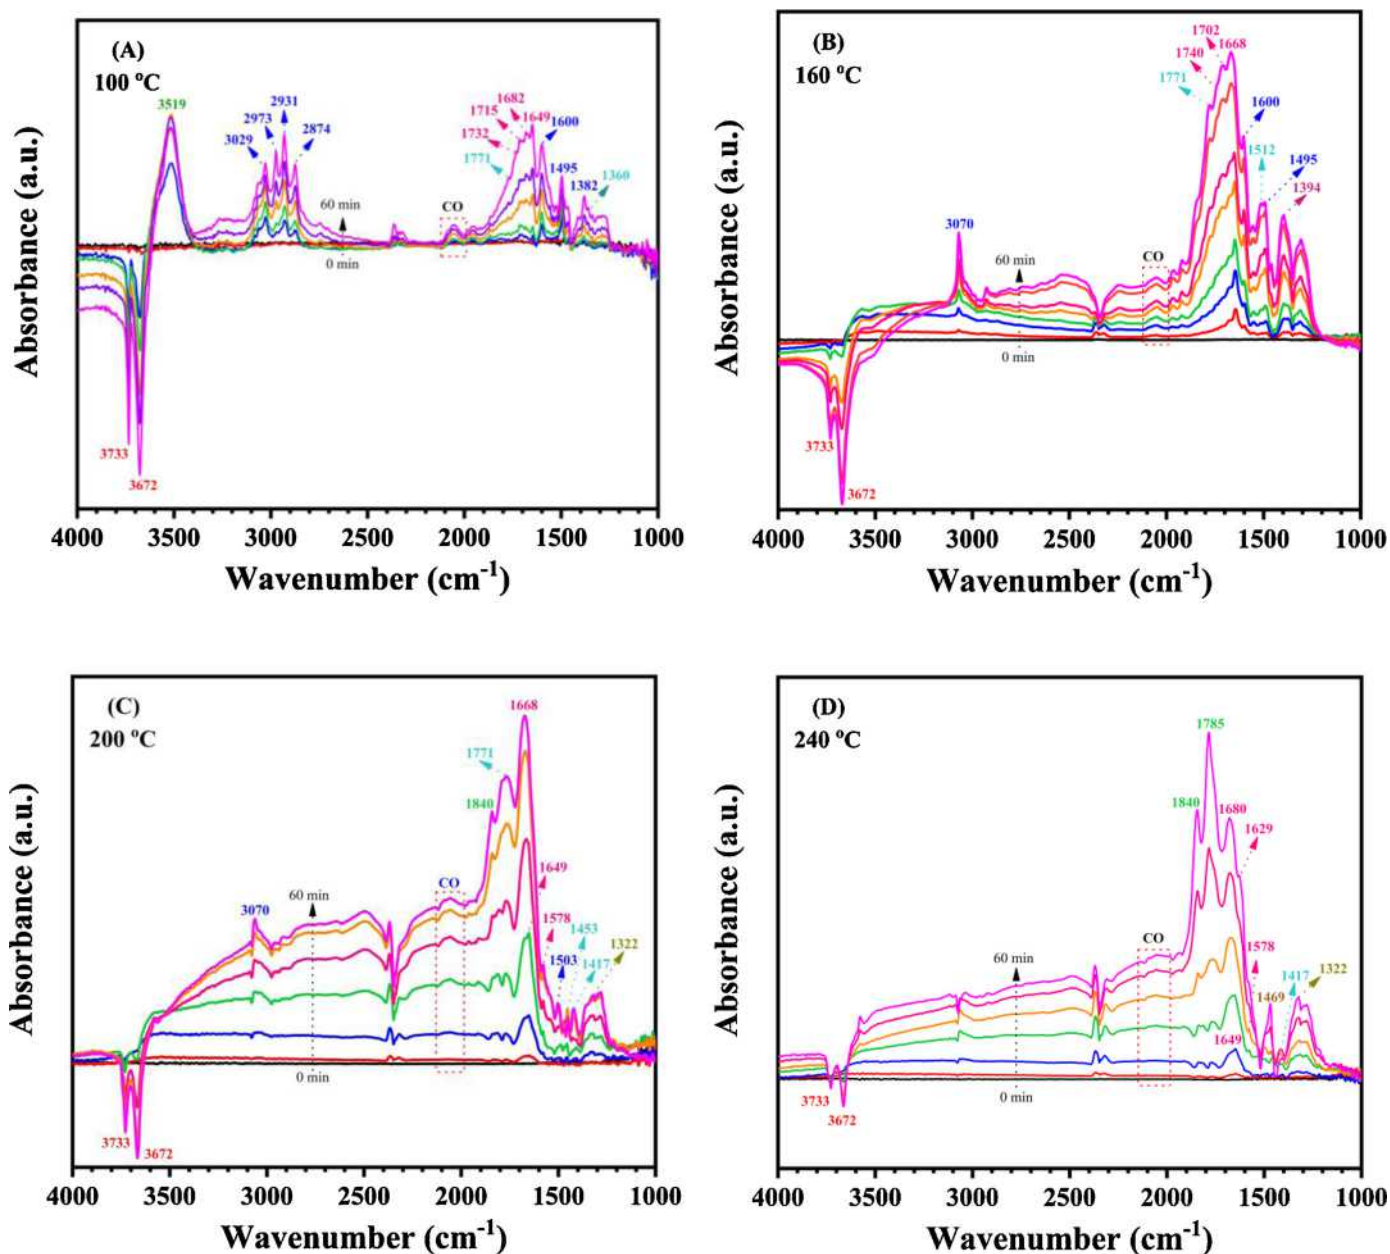 (A)
100 °C
3519
3029
2973
2931
2874
60 min
0 min
CO
1771
1732
1715
1682
1649
1600
1495
1382
1360
3733
3672
Absorbance (a.u.)
4000 3500 3000 2500 2000 1500 1000
Wavenumber (cm⁻¹)
(B)
160 °C
3070
60 min
0 min
CO
1771
1740
1702
1668
1600
1512
1495
1394
3733
3672
Absorbance (a.u.)
4000 3500 3000 2500 2000 1500 1000
Wavenumber (cm⁻¹)
(C)
200 °C
3070
60 min
0 min
CO
1840
1771
1668
1649
1578
1503
1453
1417
1322
3733
3672
Absorbance (a.u.)
4000 3500 3000 2500 2000 1500 1000
Wavenumber (cm⁻¹)
(D)
240 °C
60 min
0 min
CO
1840
1785
1680
1629
1649
1578
1469
1417
1322
3733
3672
Absorbance (a.u.)
4000 3500 3000 2500 2000 1500 1000
Wavenumber (cm⁻¹)